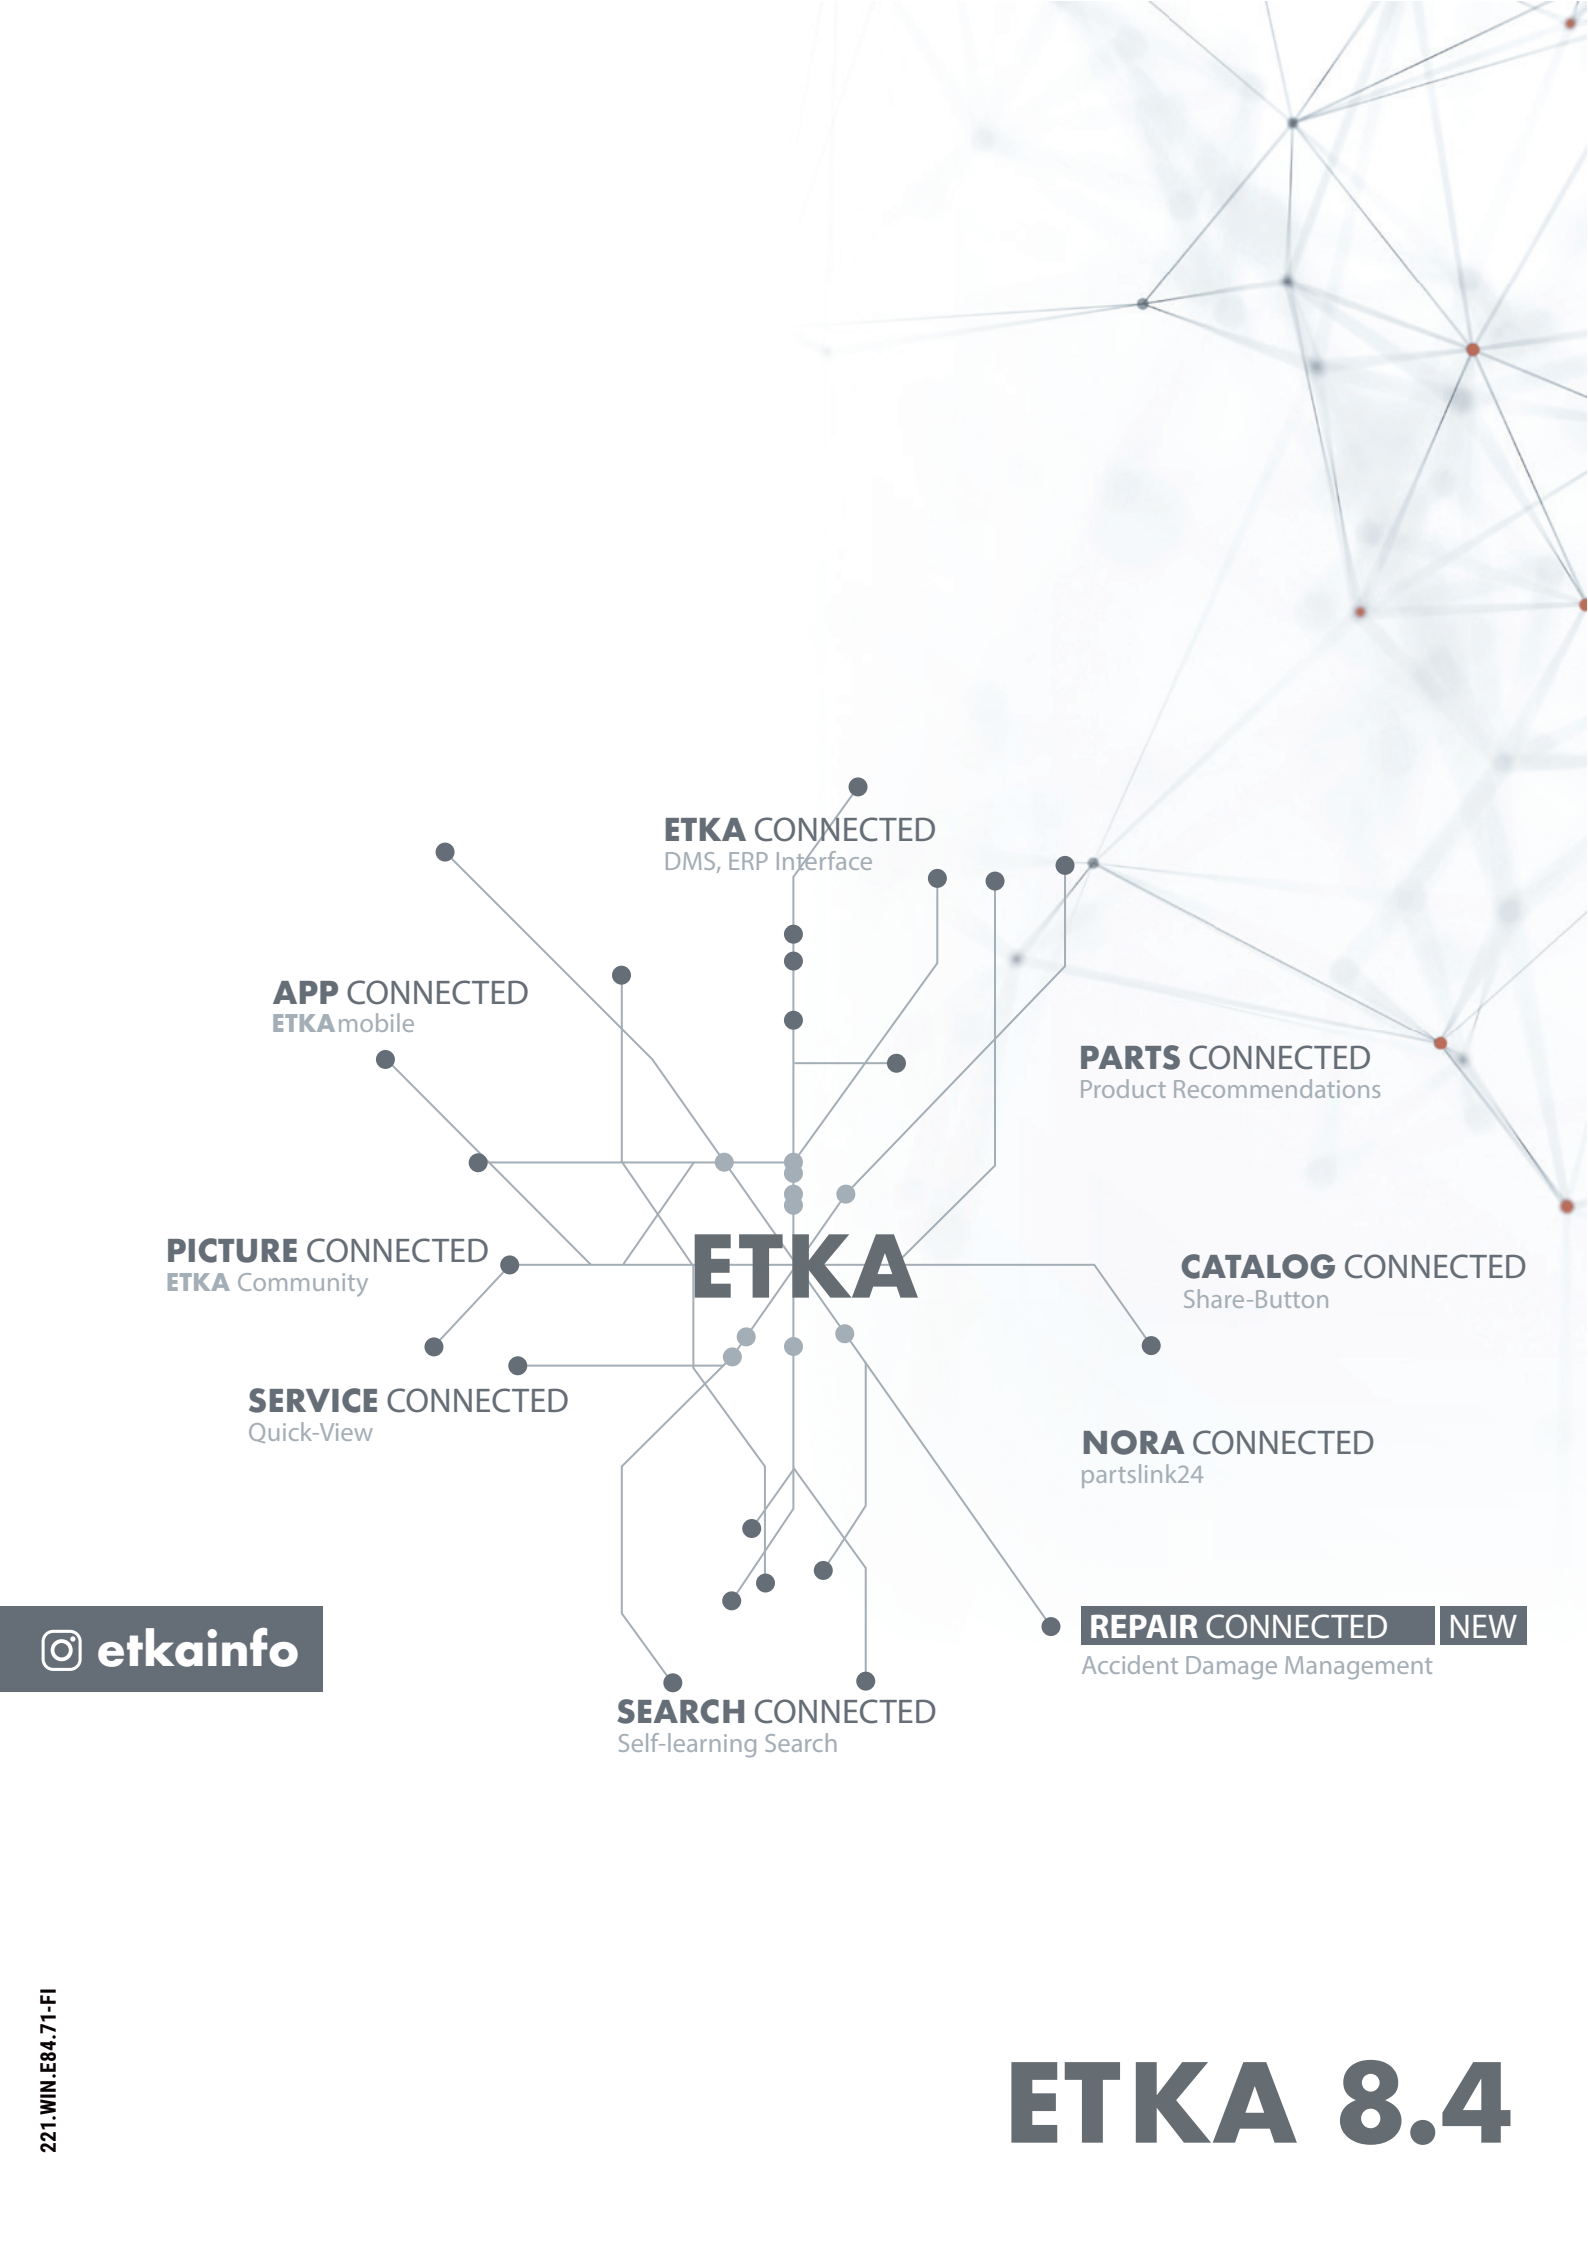 ETKA CONNECTED
DMS, ERP Interface
APP CONNECTED
ETKAmobile
PARTS CONNECTED
Product Recommendations
PICTURE CONNECTED
ETKA Community
ETKA
CATALOG CONNECTED
Share-Button
SERVICE CONNECTED
Quick-View
NORA CONNECTED
partslink24
REPAIR CONNECTED NEW
Accident Damage Management
etkainfo
SEARCH CONNECTED
Self-learning Search
221.WIN.E84.71-FI
ETKA 8.4